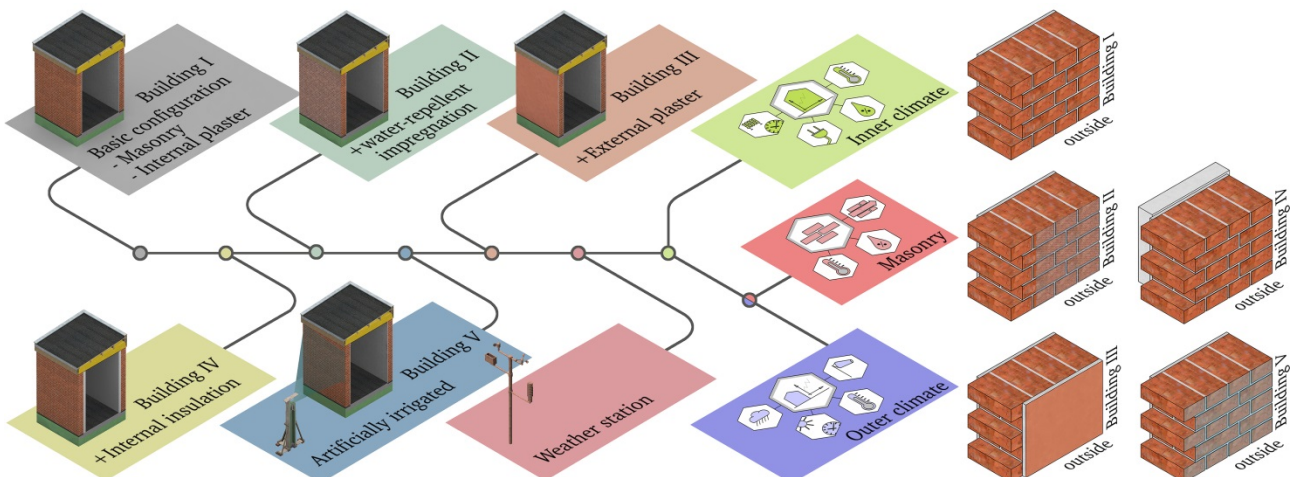 Building I
Basic configuration
- Masonry
- Internal plaster
Building II
+water-repellent
impregnation
Building III
+External plaster
Inner climate
Masonry
Building IV
+Internal insulation
Building V
Artificially irrigated
Weather station
Outer climate
Building I
outside
Building II
outside
Building IV
outside
Building III
outside
Building V
outside